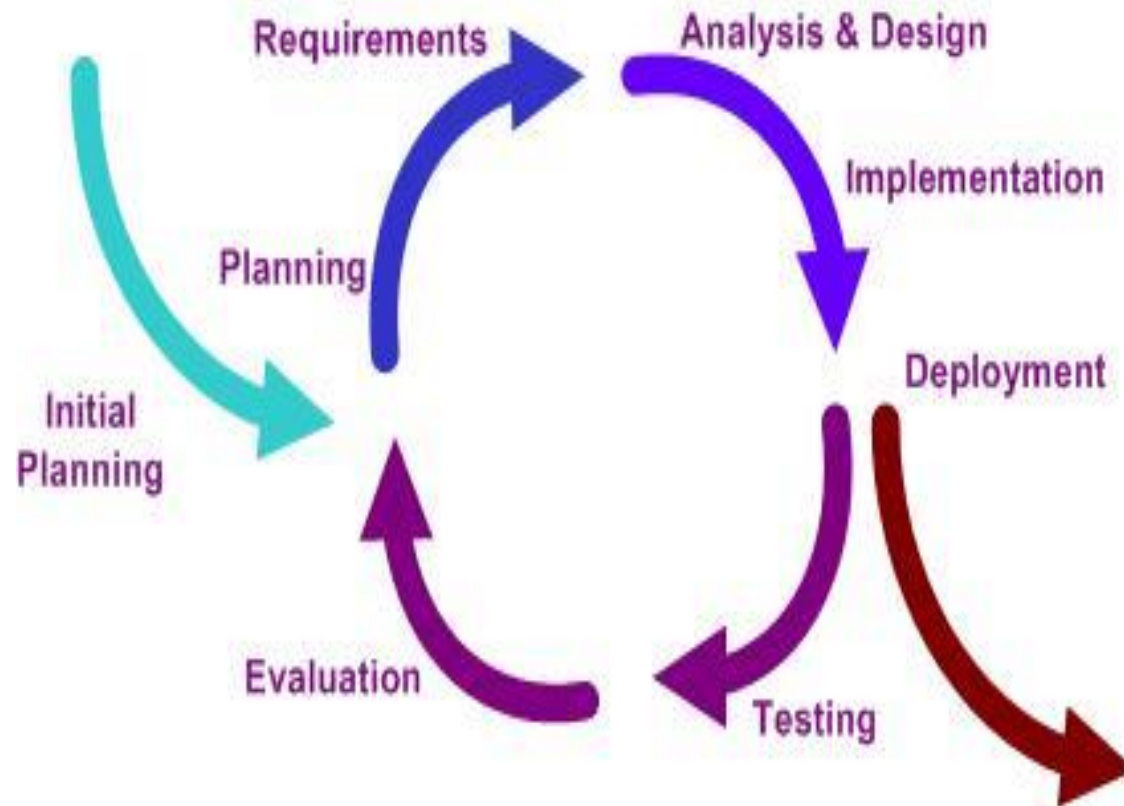 Requirements
Analysis & Design
Implementation
Planning
Deployment
Initial
Planning
Evaluation
Testing